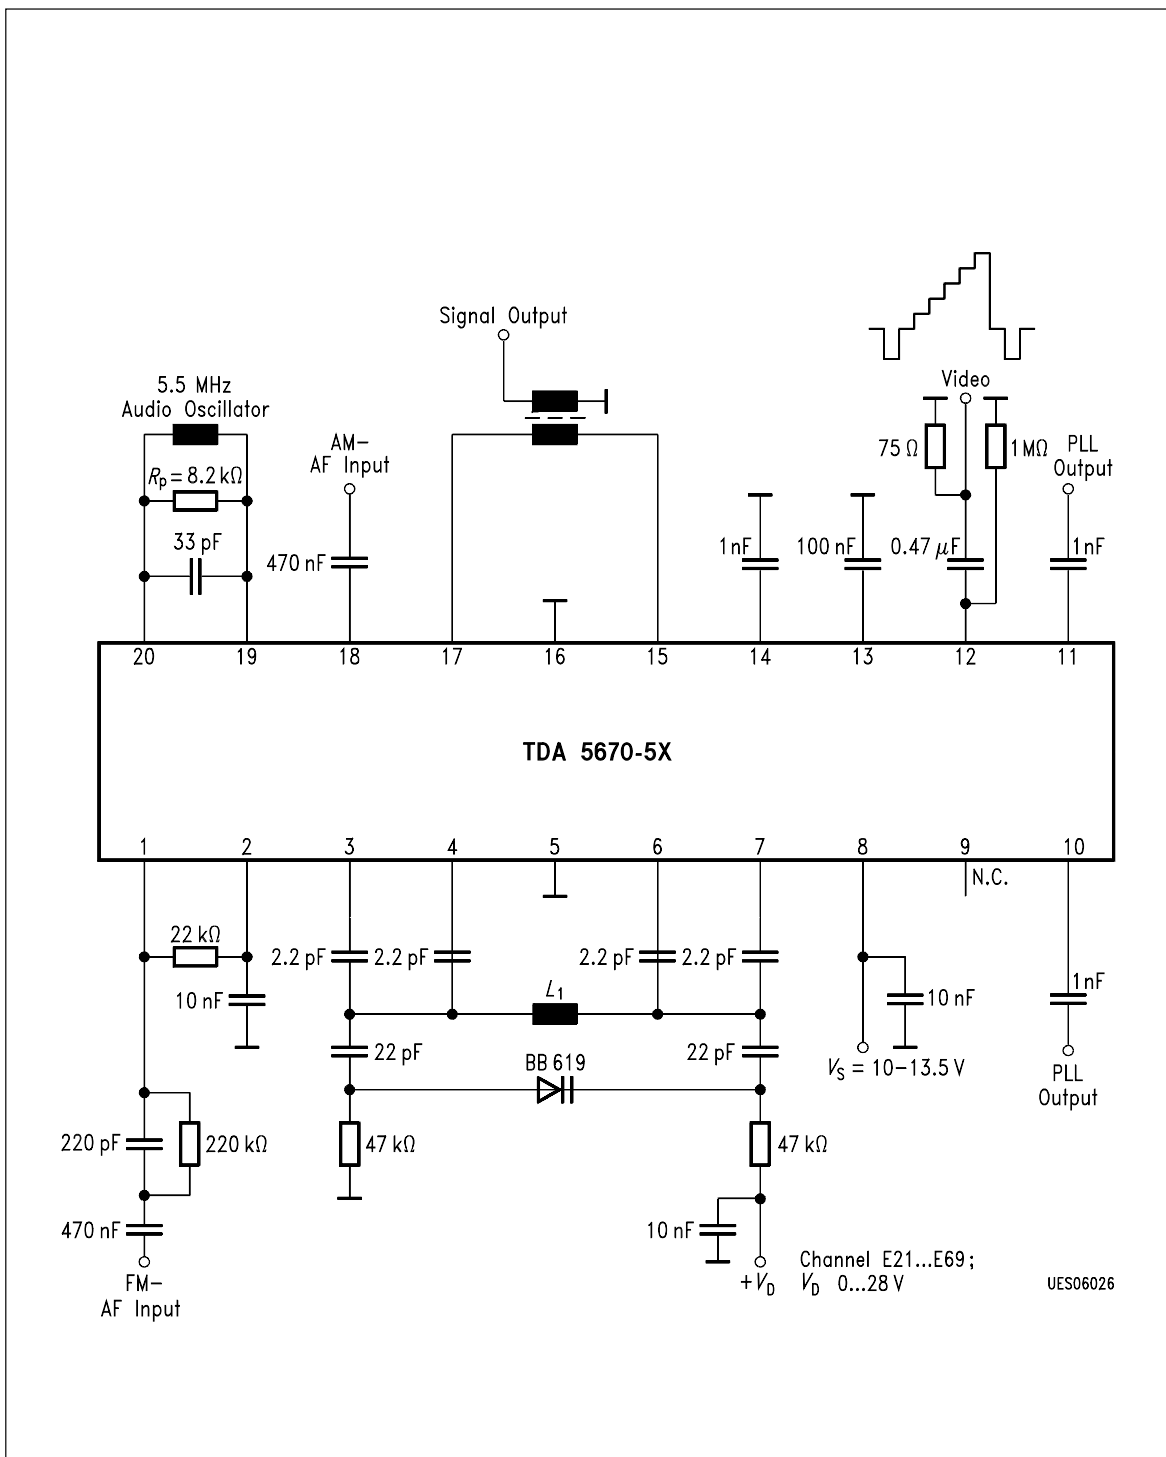 Signal Output
Video
5.5 MHz
Audio Oscillator
AM-
AF Input
75 Ω
1 MΩ
PLL
Output
Rp = 8.2 kΩ
33 pF
470 nF
1 nF
100 nF
0.47 µF
1 nF
20 19 18 17 16 15 14 13 12 11
TDA 5670-5X
1 2 3 4 5 6 7 8 9 10
N.C.
22 kΩ
2.2 pF
2.2 pF
2.2 pF
2.2 pF
10 nF
L1
10 nF
1 nF
22 pF
BB 619
22 pF
VS = 10-13.5 V
PLL
Output
220 pF
220 kΩ
47 kΩ
47 kΩ
470 nF
10 nF
FM-
AF Input
+VD
Channel E21...E69;
VD 0...28 V
UES06026